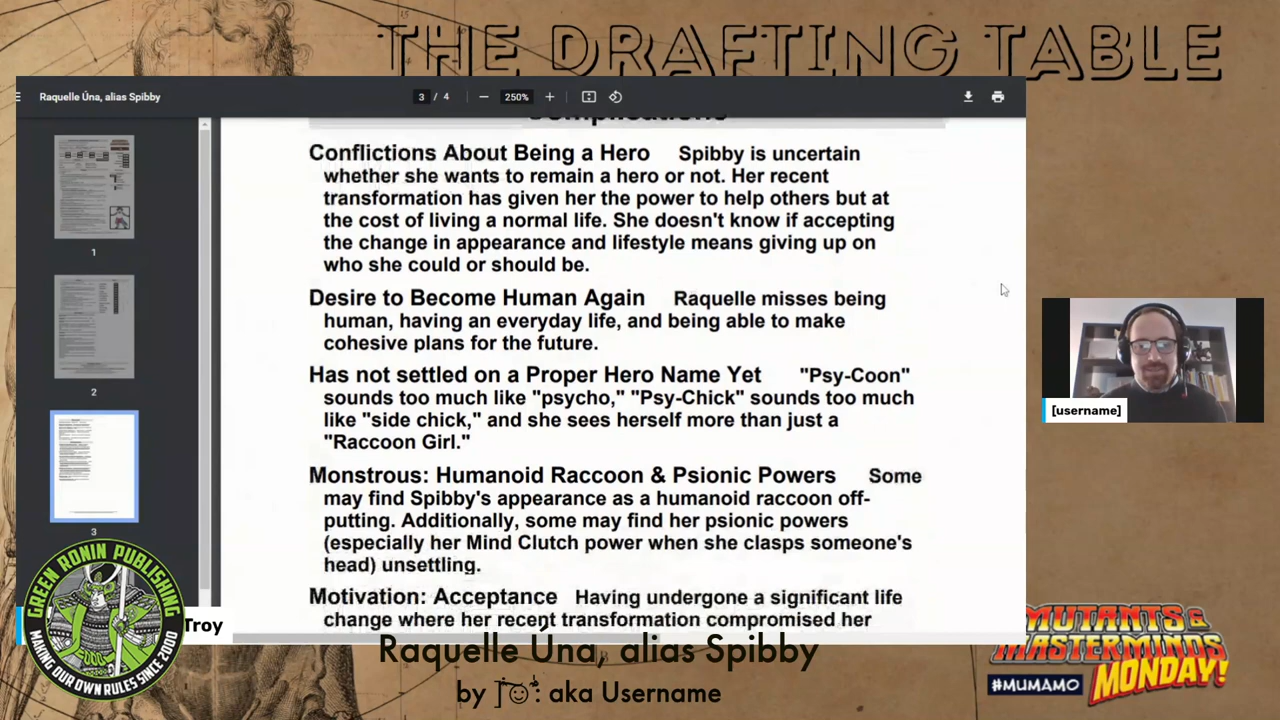 THE DRAFTING TABLE
Raquelle Úna, alias Spibby
3 / 4
250%
Complications
Conflictions About Being a Hero Spibby is uncertain
whether she wants to remain a hero or not. Her recent
transformation has given her the power to help others but at
the cost of living a normal life. She doesn't know if accepting
the change in appearance and lifestyle means giving up on
who she could or should be.
Desire to Become Human Again Raquelle misses being
human, having an everyday life, and being able to make
cohesive plans for the future.
Has not settled on a Proper Hero Name Yet "Psy-Coon"
sounds too much like "psycho," "Psy-Chick" sounds too much
like "side chick," and she sees herself more than just a
"Raccoon Girl."
Monstrous: Humanoid Raccoon & Psionic Powers Some
may find Spibby's appearance as a humanoid raccoon off-
putting. Additionally, some may find her psionic powers
(especially her Mind Clutch power when she clasps someone's
head) unsettling.
Motivation: Acceptance Having undergone a significant life
change where her recent transformation compromised her
1
2
3
[username]
GREEN RONIN PUBLISHING
MAKING OUR OWN RULES SINCE 2000
Troy
Raquelle Úna, alias Spibby
by aka Username
MUTANTS &
MASTERMINDS
MONDAY!
#MUMAMO